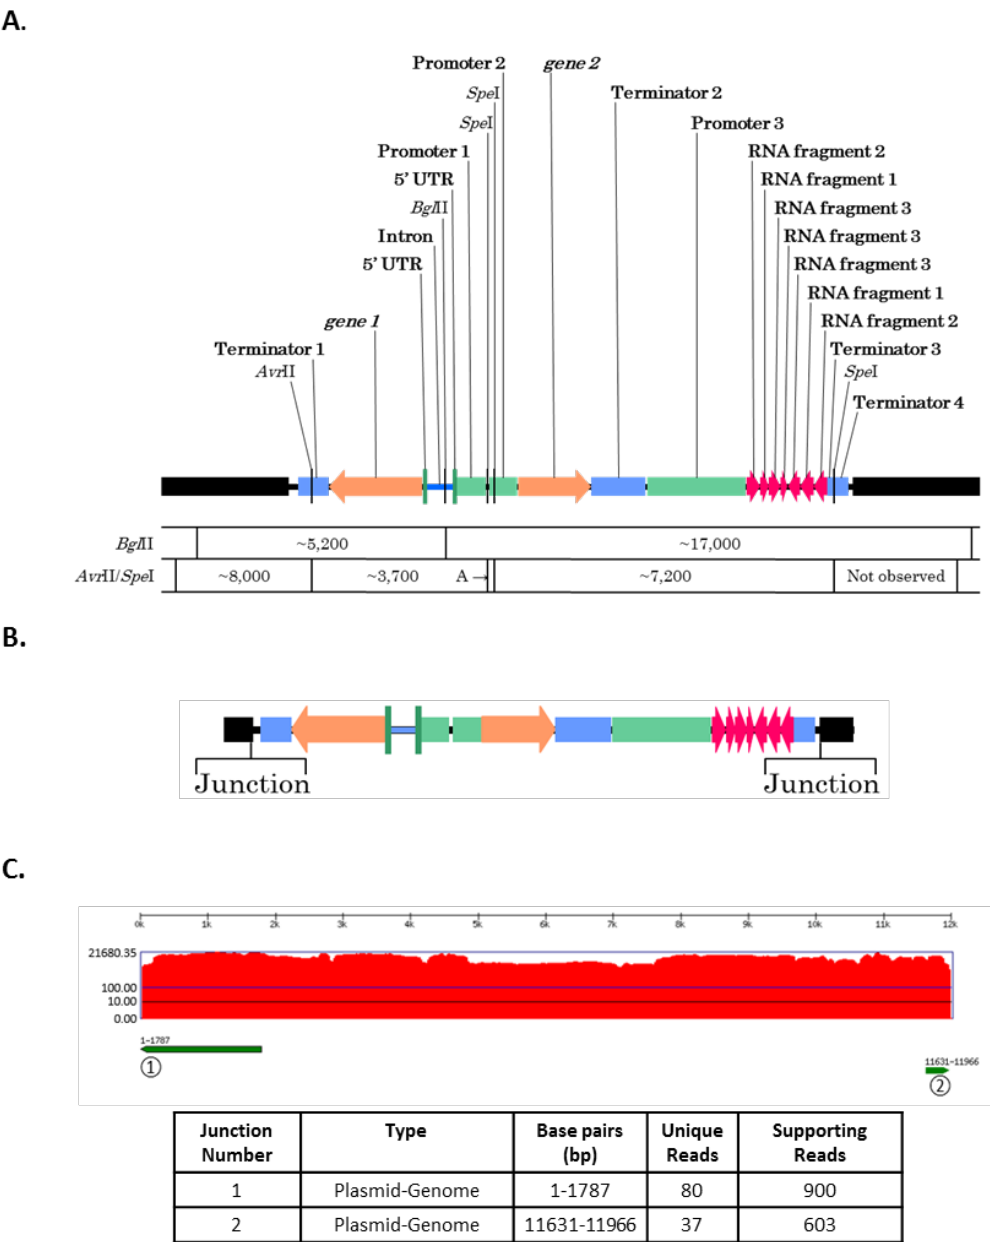 A.
Promoter 2 gene 2
SpeI Terminator 2
SpeI Promoter 3
Promoter 1 RNA fragment 2
5’ UTR RNA fragment 1
BglII RNA fragment 3
Intron RNA fragment 3
5’ UTR RNA fragment 3
RNA fragment 1
gene 1 RNA fragment 2
Terminator 1 Terminator 3
AvrII SpeI
Terminator 4
BglII ~5,200 ~17,000
AvrII/SpeI ~8,000 ~3,700 A → ~7,200 Not observed
B.
Junction Junction
C.
0k 1k 2k 3k 4k 5k 6k 7k 8k 9k 10k 11k 12k
21680.35
100.00
10.00
0.00
1-1787
① 11631-11966
②
Junction Number Type Base pairs (bp) Unique Reads Supporting Reads
1 Plasmid-Genome 1-1787 80 900
2 Plasmid-Genome 11631-11966 37 603